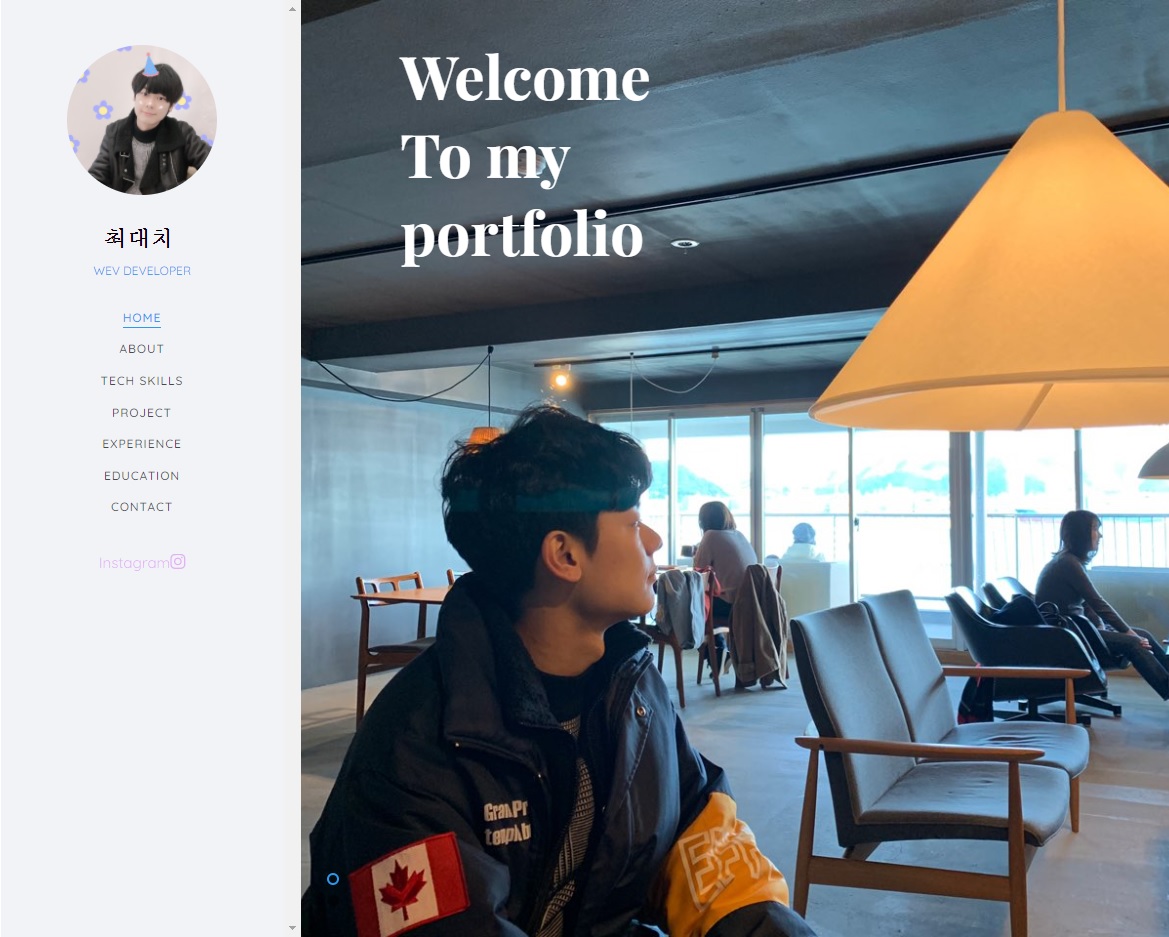 최대치
WEV DEVELOPER
HOME
ABOUT
TECH SKILLS
PROJECT
EXPERIENCE
EDUCATION
CONTACT
Instagram
Welcome
To my
portfolio